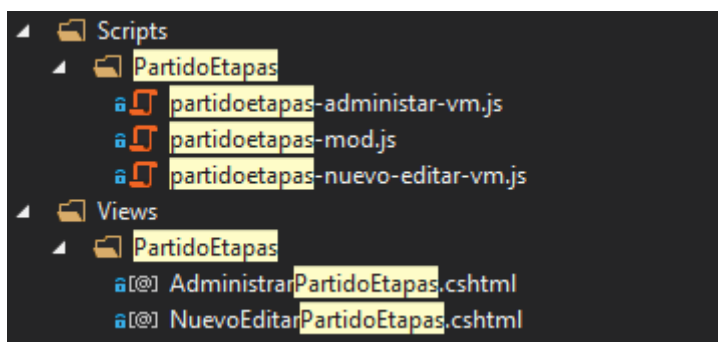 Scripts
PartidoEtapas
partidoetapas-administar-vm.js
partidoetapas-mod.js
partidoetapas-nuevo-editar-vm.js
Views
PartidoEtapas
[@] AdministrarPartidoEtapas.cshtml
[@] NuevoEditarPartidoEtapas.cshtml